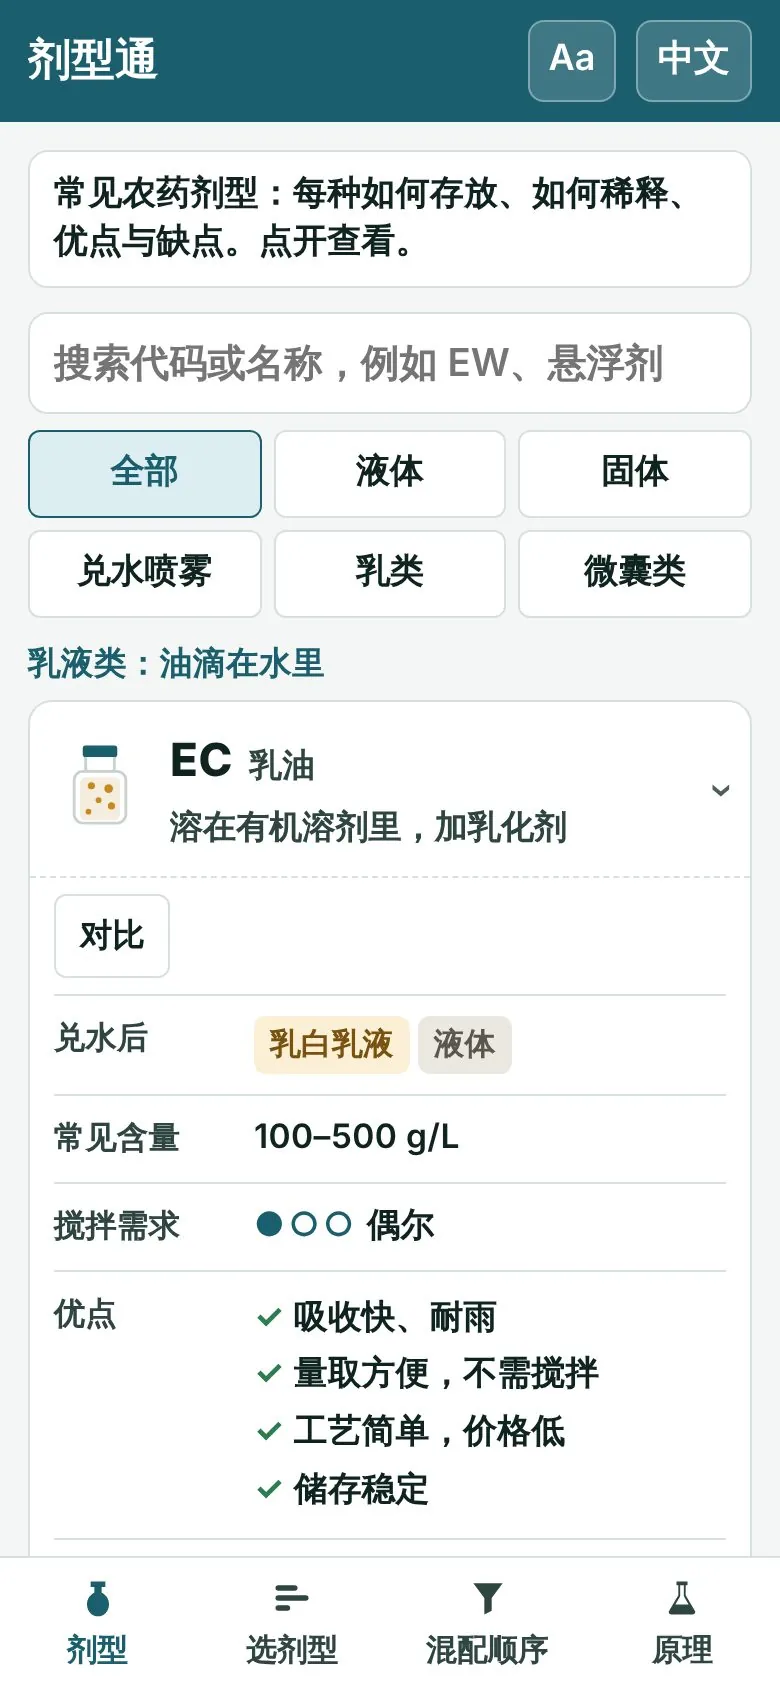 剂型通
Aa
中文
常见农药剂型：每种如何存放、如何稀释、
优点与缺点。点开查看。
搜索代码或名称，例如 EW、悬浮剂
全部
液体
固体
兑水喷雾
乳类
微囊类
乳液类：油滴在水里
EC 乳油
溶在有机溶剂里，加乳化剂
对比
兑水后
乳白乳液
液体
常见含量
100–500 g/L
搅拌需求
偶尔
优点
吸收快、耐雨
量取方便，不需搅拌
工艺简单，价格低
储存稳定
剂型
选剂型
混配顺序
原理